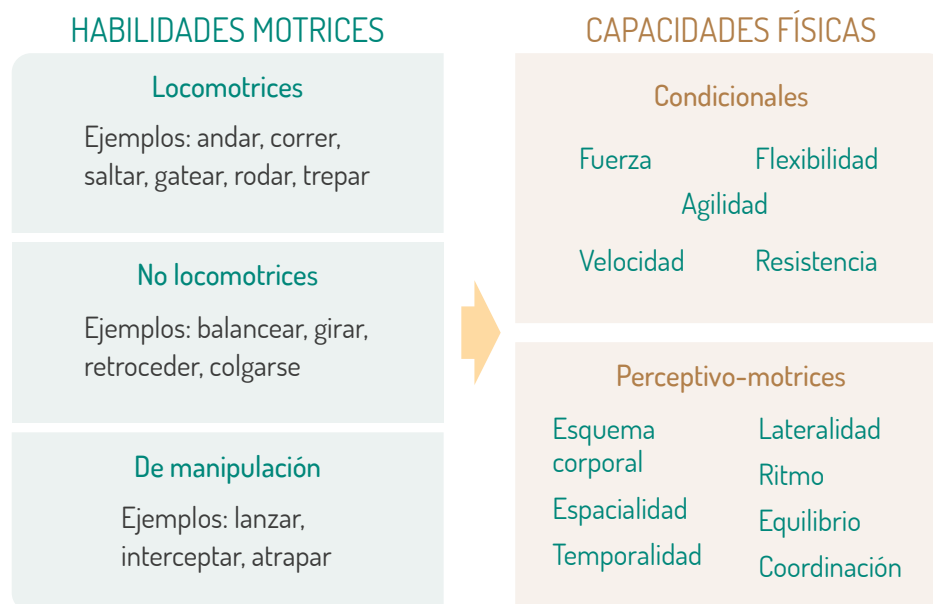 HABILIDADES MOTRICES
Locomotrices
Ejemplos: andar, correr,
saltar, gatear, rodar, trepar
No locomotrices
Ejemplos: balancear, girar,
retroceder, colgarse
De manipulación
Ejemplos: lanzar,
interceptar, atrapar
CAPACIDADES FÍSICAS
Condicionales
Fuerza
Flexibilidad
Agilidad
Velocidad
Resistencia
Perceptivo-motrices
Esquema
corporal
Espacialidad
Temporalidad
Lateralidad
Ritmo
Equilibrio
Coordinación